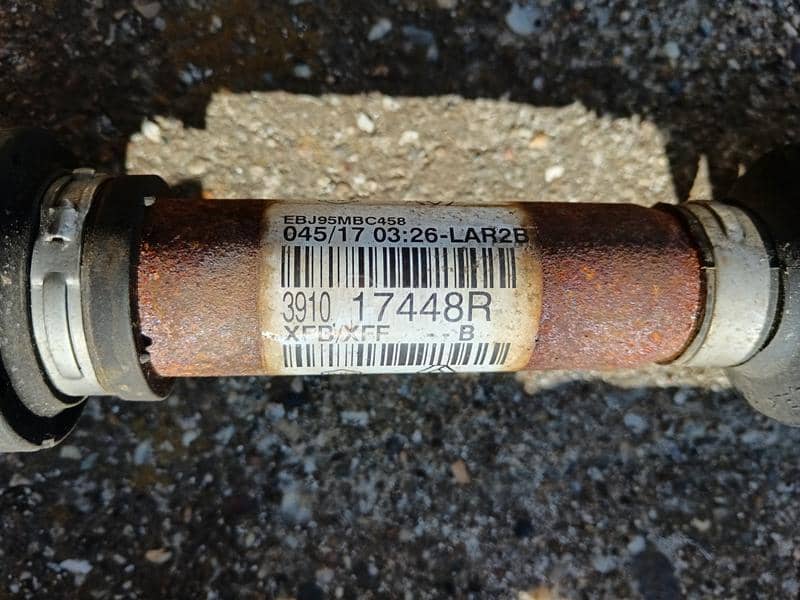 EBJ95MBC458
045/17 03:26-LAR2B
3910 17448R
XFB/XFF --B